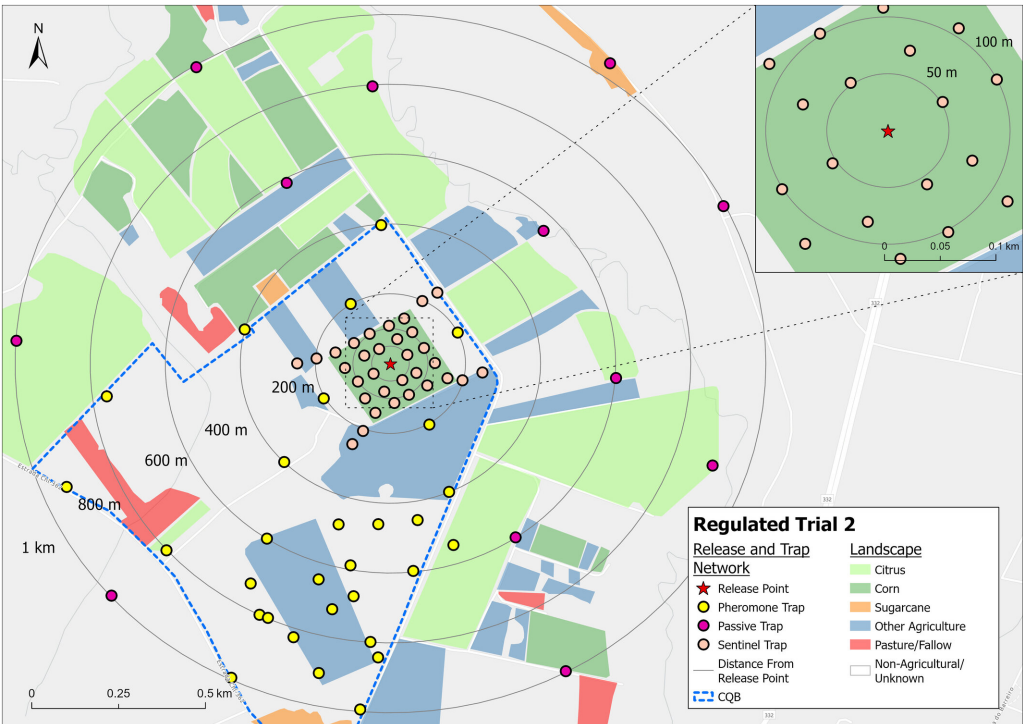 N
100 m
50 m
0 0.05 0.1 km
332
200 m
400 m
600 m
800 m
1 km
332
Regulated Trial 2
Release and Trap
Network
Release Point
Pheromone Trap
Passive Trap
Sentinel Trap
Distance From
Release Point
CQB
Landscape
Citrus
Corn
Sugarcane
Other Agriculture
Pasture/Fallow
Non-Agricultural/
Unknown
0 0.25 0.5 km
332